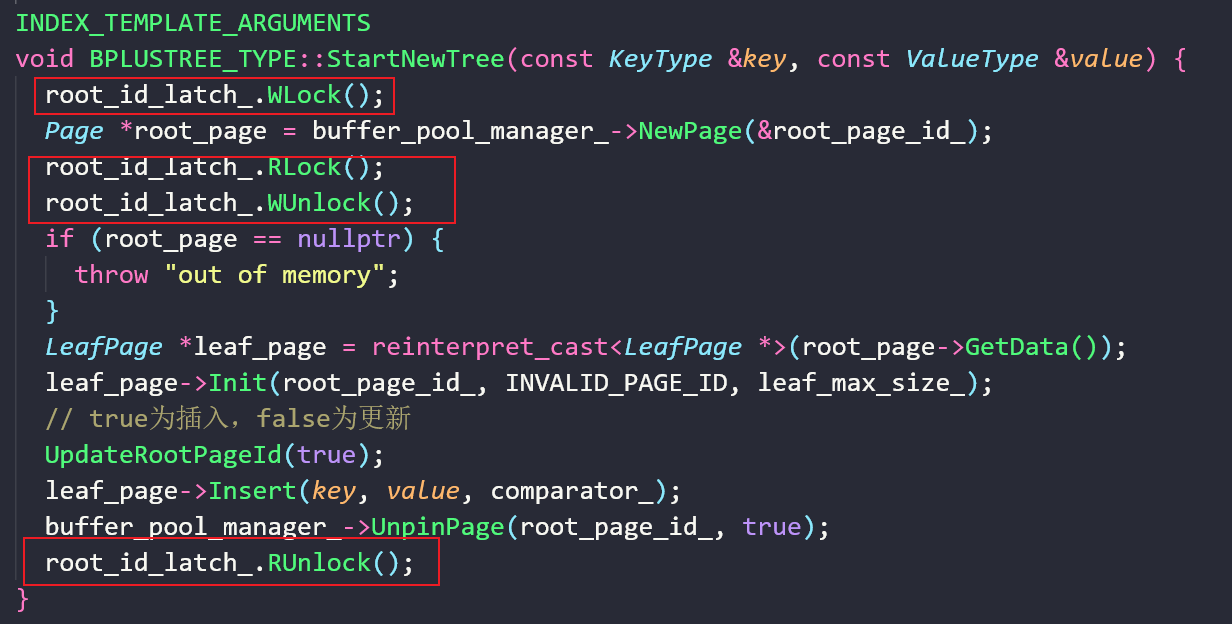 INDEX_TEMPLATE_ARGUMENTS
void BPLUSTREE_TYPE::StartNewTree(const KeyType &key, const ValueType &value) {
root_id_latch_.WLock();
Page *root_page = buffer_pool_manager_->NewPage(&root_page_id_);
root_id_latch_.RLock();
root_id_latch_.WUnlock();
if (root_page == nullptr) {
throw "out of memory";
}
LeafPage *leaf_page = reinterpret_cast<LeafPage *>(root_page->GetData());
leaf_page->Init(root_page_id_, INVALID_PAGE_ID, leaf_max_size_);
// true为插入，false为更新
UpdateRootPageId(true);
leaf_page->Insert(key, value, comparator_);
buffer_pool_manager_->UnpinPage(root_page_id_, true);
root_id_latch_.RUnlock();
}